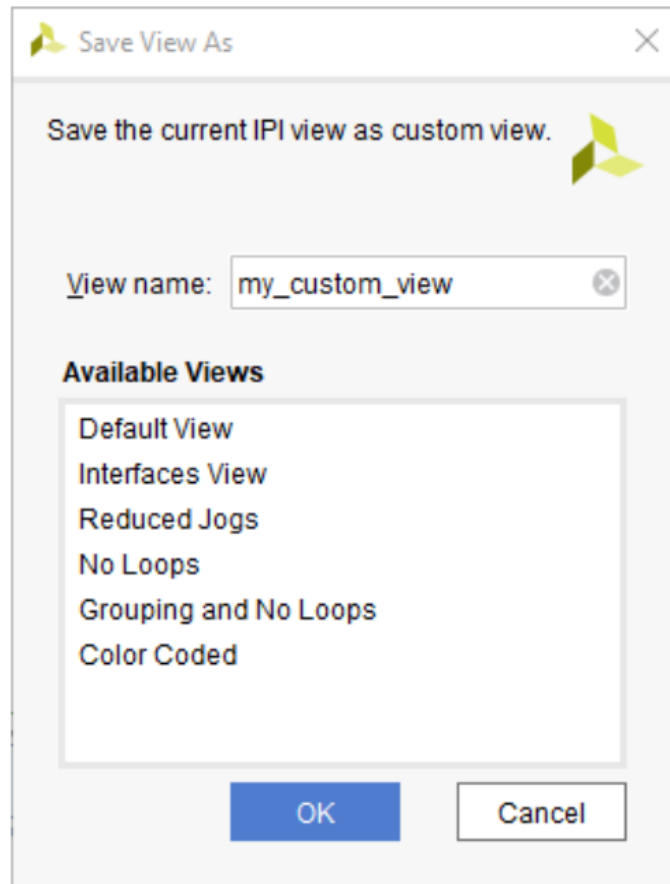 Save View As
Save the current IPI view as custom view.
View name: my_custom_view
Available Views
Default View
Interfaces View
Reduced Jogs
No Loops
Grouping and No Loops
Color Coded
OK Cancel